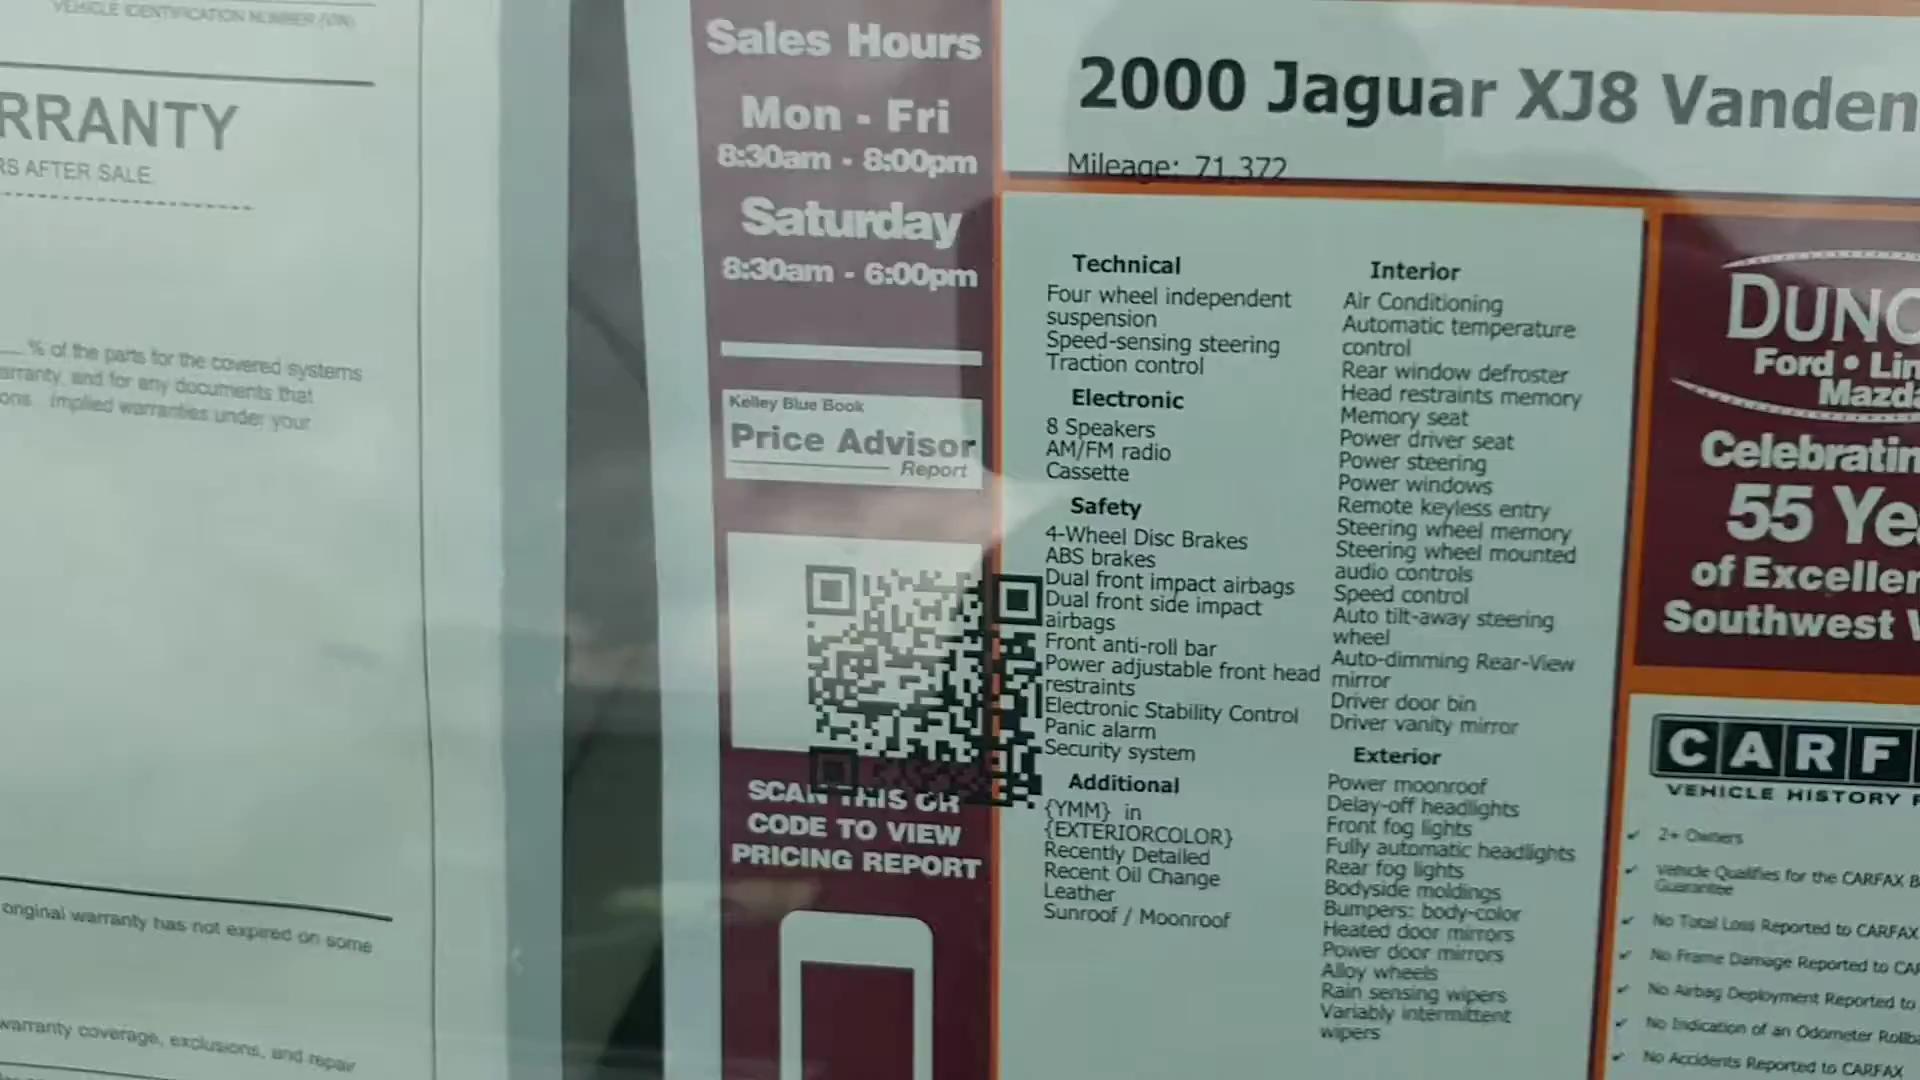 VEHICLE IDENTIFICATION NUMBER (VIN)
RRANTY
RS AFTER SALE.
% of the parts for the covered systems
arranty, and for any documents that
ons. Implied warranties under your
original warranty has not expired on some
warranty coverage, exclusions, and repair
Sales Hours
Mon - Fri
8:30am - 8:00pm
Saturday
8:30am - 6:00pm
Kelley Blue Book
Price Advisor
Report
SCAN THIS QR
CODE TO VIEW
PRICING REPORT
2000 Jaguar XJ8 Vanden
Mileage: 71,372
Technical
Four wheel independent
suspension
Speed-sensing steering
Traction control
Electronic
8 Speakers
AM/FM radio
Cassette
Safety
4-Wheel Disc Brakes
ABS brakes
Dual front impact airbags
Dual front side impact
airbags
Front anti-roll bar
Power adjustable front head
restraints
Electronic Stability Control
Panic alarm
Security system
Additional
{YMM} in
{EXTERIORCOLOR}
Recently Detailed
Recent Oil Change
Leather
Sunroof / Moonroof
Interior
Air Conditioning
Automatic temperature
control
Rear window defroster
Head restraints memory
Memory seat
Power driver seat
Power steering
Power windows
Remote keyless entry
Steering wheel memory
Steering wheel mounted
audio controls
Speed control
Auto tilt-away steering
wheel
Auto-dimming Rear-View
mirror
Driver door bin
Driver vanity mirror
Exterior
Power moonroof
Delay-off headlights
Front fog lights
Fully automatic headlights
Rear fog lights
Bodyside moldings
Bumpers: body-color
Heated door mirrors
Power door mirrors
Alloy wheels
Rain sensing wipers
Variably intermittent
wipers
DUNC
Ford • Lin
Mazda
Celebratin
55 Ye
of Excellen
Southwest V
CARF
VEHICLE HISTORY
2+ Owners
Vehicle Qualifies for the CARFAX B
Guarantee
No Total Loss Reported to CARFAX
No Frame Damage Reported to CA
No Airbag Deployment Reported to
No Indication of an Odometer Rollba
No Accidents Reported to CARFAX